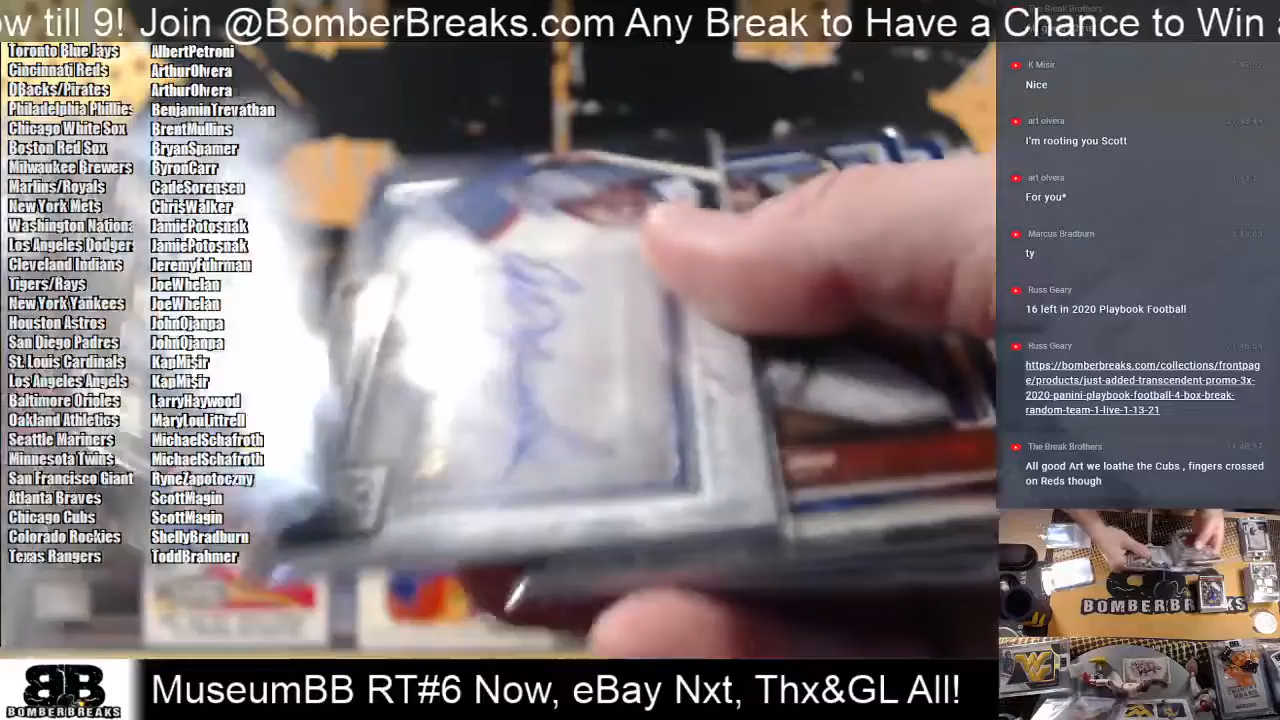 ow till 9! Join @BomberBreaks.com Any Break to Have a Chance to Win a
Toronto Blue Jays AlbertPetroni
Cincinnati Reds ArthurOlvera
DBacks/Pirates ArthurOlvera
Philadelphia Phillies BenjaminTrevathan
Chicago White Sox BrentMullins
Boston Red Sox BryanSpamer
Milwaukee Brewers ByronCarr
Marlins/Royals CadeSorensen
New York Mets ChrisWalker
Washington Nationa JamiePotosnak
Los Angeles Dodger JamiePotosnak
Cleveland Indians JeremyFuhrman
Tigers/Rays JoeWhelan
New York Yankees JoeWhelan
Houston Astros JohnOjanpa
San Diego Padres JohnOjanpa
St. Louis Cardinals KapMisir
Los Angeles Angels KapMisir
Baltimore Orioles LarryHaywood
Oakland Athletics MaryLouLittrell
Seattle Mariners MichaelSchafroth
Minnesota Twins MichaelSchafroth
San Francisco Giant RyneZapotoczny
Atlanta Braves ScottMagin
Chicago Cubs ScottMagin
Colorado Rockies ShellyBradburn
Texas Rangers ToddBrahmer
The Break Brothers
K Misir
Nice
art olvera
I'm rooting you Scott
art olvera
For you*
Marcus Bradburn
ty
Russ Geary
16 left in 2020 Playbook Football
Russ Geary
https://bomberbreaks.com/collections/frontpag
e/products/just-added-transcendent-promo-3x-
2020-panini-playbook-football-4-box-break-
random-team-1-live-1-13-21
The Break Brothers
All good Art we loathe the Cubs , fingers crossed
on Reds though
BOMBERBR KS
BB
BOMBERBREAKS
MuseumBB RT#6 Now, eBay Nxt, Thx&GL All!